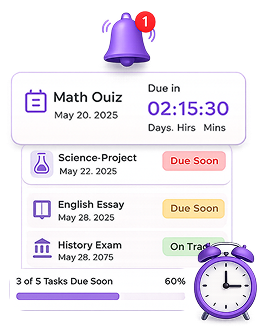 1
Math Quiz
May 20. 2025
Due in
02:15:30
Days. Hirs Mins
Science-Project
May 22. 2025
Due Soon
English Essay
May 28. 2025
Due Soon
History Exam
May 28. 2075
On Trac
3 of 5 Tasks Due Soon
60%